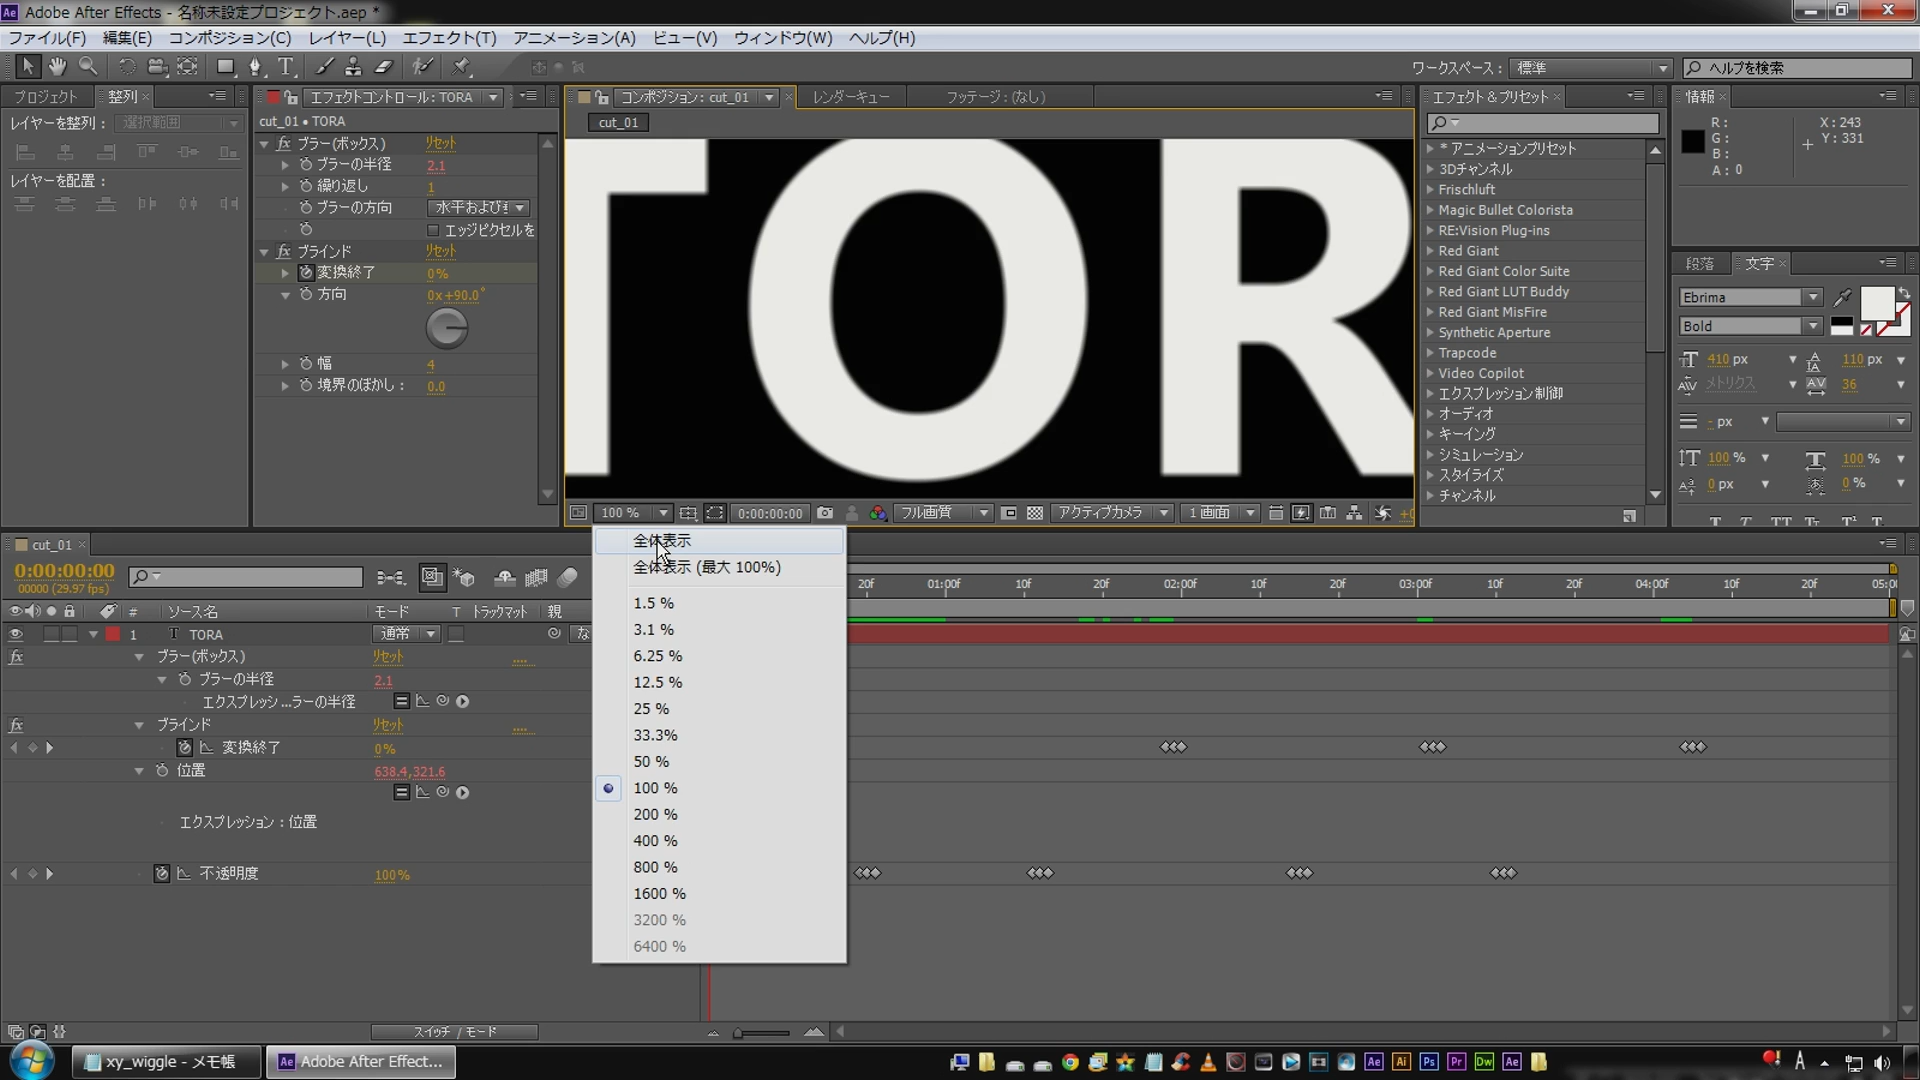 Adobe After Effects - 名称未設定プロジェクト.aep *
ファイル(F) 編集(E) コンポジション(C) レイヤー(L) エフェクト(T) アニメーション(A) ビュー(V) ウィンドウ(W) ヘルプ(H)
ワークスペース: 標準 ヘルプを検索
プロジェクト 整列 エフェクトコントロール: TORA コンポジション: cut_01 レンダーキュー フッテージ: (なし) エフェクト&プリセット 情報
レイヤーを整列: 選択範囲
レイヤーを配置:
cut_01 • TORA
ブラー(ボックス) リセット
ブラーの半径 2.1
繰り返し 1
ブラーの方向 水平および
エッジピクセルを
ブラインド リセット
変換終了 0%
方向 0x+90.0°
幅 4
境界のぼかし: 0.0
cut_01
TOR
100 % 0:00:00:00 フル画質 アクティブカメラ 1 画面 +0
* アニメーションプリセット
3Dチャンネル
Frischluft
Magic Bullet Colorista
RE:Vision Plug-ins
Red Giant
Red Giant Color Suite
Red Giant LUT Buddy
Red Giant MisFire
Synthetic Aperture
Trapcode
Video Copilot
エクスプレッション制御
オーディオ
キーイング
シミュレーション
スタイライズ
チャンネル
R:
G:
B:
A: 0
X: 243
Y: 331
段落 文字
Ebrima
Bold
410 px 110 px
メトリクス 36
- px
100 % 100 %
0 px 0 %
cut_01
0:00:00:00
00000 (29.97 fps)
# ソース名 モード T トラックマット 親
1 T TORA 通常 な
ブラー(ボックス) リセット
ブラーの半径 2.1
エクスプレッシ...ラーの半径
ブラインド リセット
変換終了 0%
位置 638.4,321.6
エクスプレッション : 位置
不透明度 100%
スイッチ / モード
全体表示
全体表示 (最大 100%)
1.5 %
3.1 %
6.25 %
12.5 %
25 %
33.3%
50 %
100 %
200 %
400 %
800 %
1600 %
3200 %
6400 %
20f 01:00f 10f 20f 02:00f 10f 20f 03:00f 10f 20f 04:00f 10f 20f 05:0
xy_wiggle - メモ帳 Ae Adobe After Effect... Ae Ai Ps Pr Dw Ae A